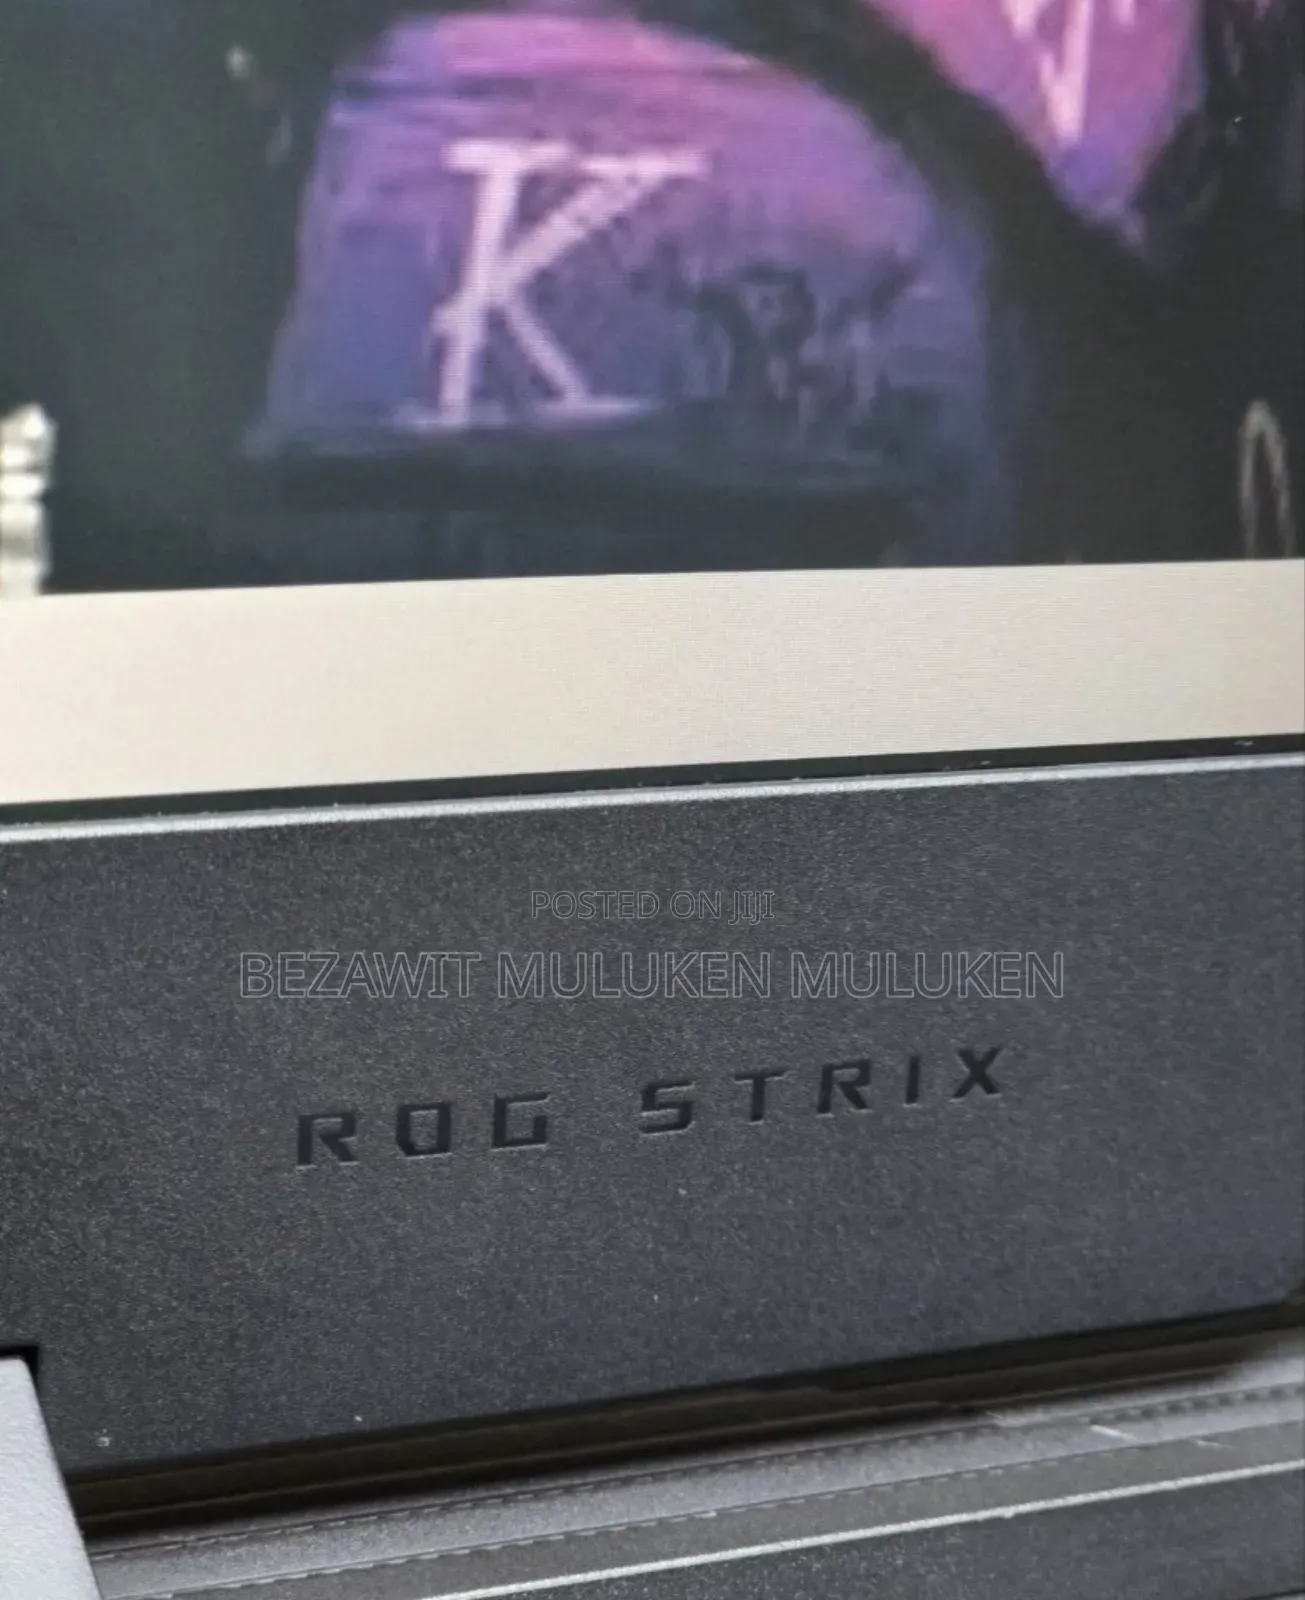 K
POSTED ON JIJI
BEZAWIT MULUKEN MULUKEN
ROG STRIX